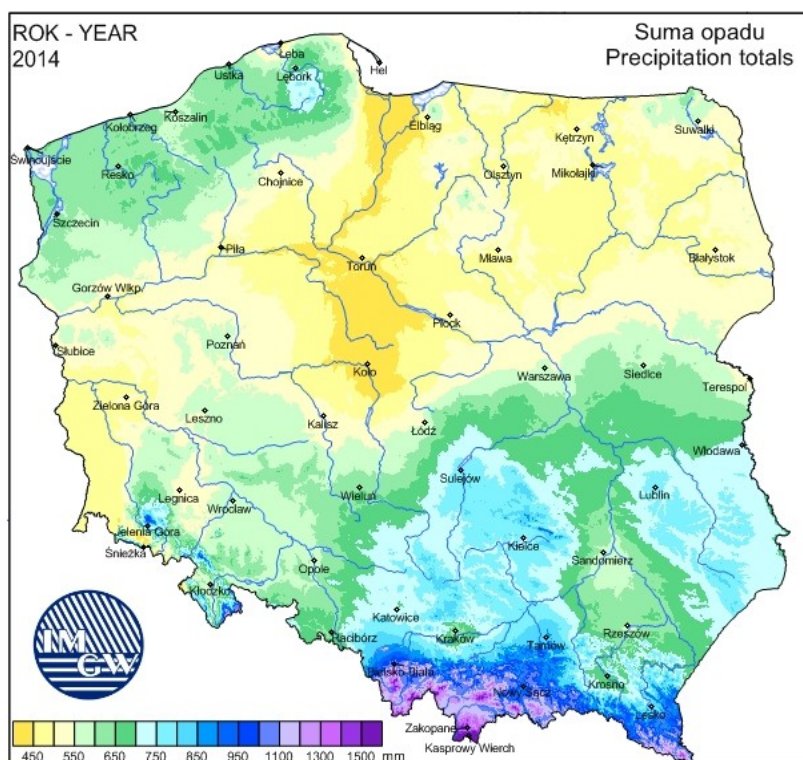 ROK - YEAR
2014
Suma opadu
Precipitation totals
Łeba
Hel
Ustka
Lębork
Koszalin
Kołobrzeg
Elbląg
Kętrzyn
Suwałki
Świnoujście
Resko
Chojnice
Olsztyn
Mikołajki
Szczecin
Piła
Toruń
Mława
Białystok
Gorzów Wlkp.
Płock
Słubice
Poznań
Koło
Warszawa
Siedlce
Terespol
Zielona Góra
Leszno
Kalisz
Łódź
Włodawa
Sulejów
Legnica
Wrocław
Wieluń
Lublin
Jelenia Góra
Śnieżka
Kielce
Opole
Sandomierz
Kłodzko
Katowice
Racibórz
Kraków
Tarnów
Rzeszów
Bielsko-Biała
Nowy Sącz
Krosno
Lesko
Zakopane
Kasprowy Wierch
IM
GW
450 550 650 750 850 950 1100 1300 1500 mm